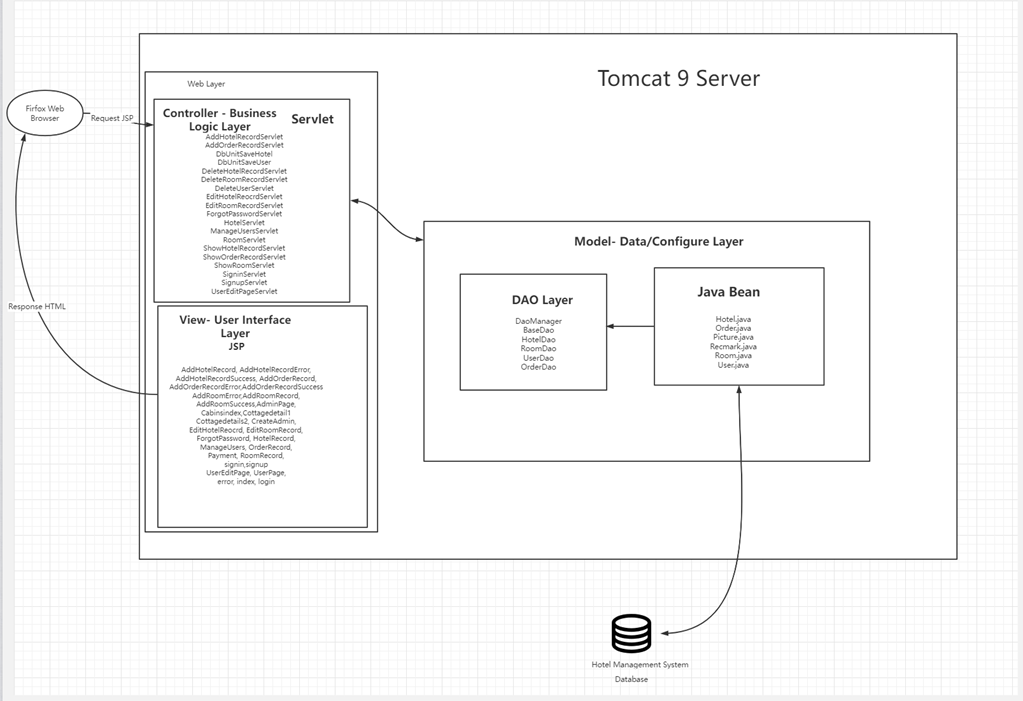 Tomcat 9 Server
Web Layer
Firfox Web
Browser
Request JSP
Controller - Business
Logic Layer
Servlet
AddHotelRecordServlet
AddOrderRecordServlet
DbUnitSaveHotel
DbUnitSaveUser
DeleteHotelRecordServlet
DeleteRoomRecordServlet
DeleteUserServlet
EditHotelReocrdServlet
EditRoomRecordServlet
ForgotPasswordServlet
HotelServlet
ManageUsersServlet
RoomServlet
ShowHotelRecordServlet
ShowOrderRecordServlet
ShowRoomServlet
SigninServlet
SignupServlet
UserEditPageServlet
Response HTML
View- User Interface
Layer
JSP
AddHotelRecord, AddHotelRecordError,
AddHotelRecordSuccess, AddOrderRecord,
AddOrderRecordError,AddOrderRecordSuccess
AddRoomError,AddRoomRecord,
AddRoomSuccess,AdminPage,
Cabinsindex,Cottagedetail1
Cottagedetails2, CreateAdmin,
EditHotelReocrd, EditRoomRecord,
ForgotPassword, HotelRecord,
ManageUsers, OrderRecord,
Payment, RoomRecord,
signin,signup
UserEditPage, UserPage,
error, index, login
Model- Data/Configure Layer
DAO Layer
DaoManager
BaseDao
HotelDao
RoomDao
UserDao
OrderDao
Java Bean
Hotel.java
Order.java
Picture.java
Recmark.java
Room.java
User.java
Hotel Management System
Database